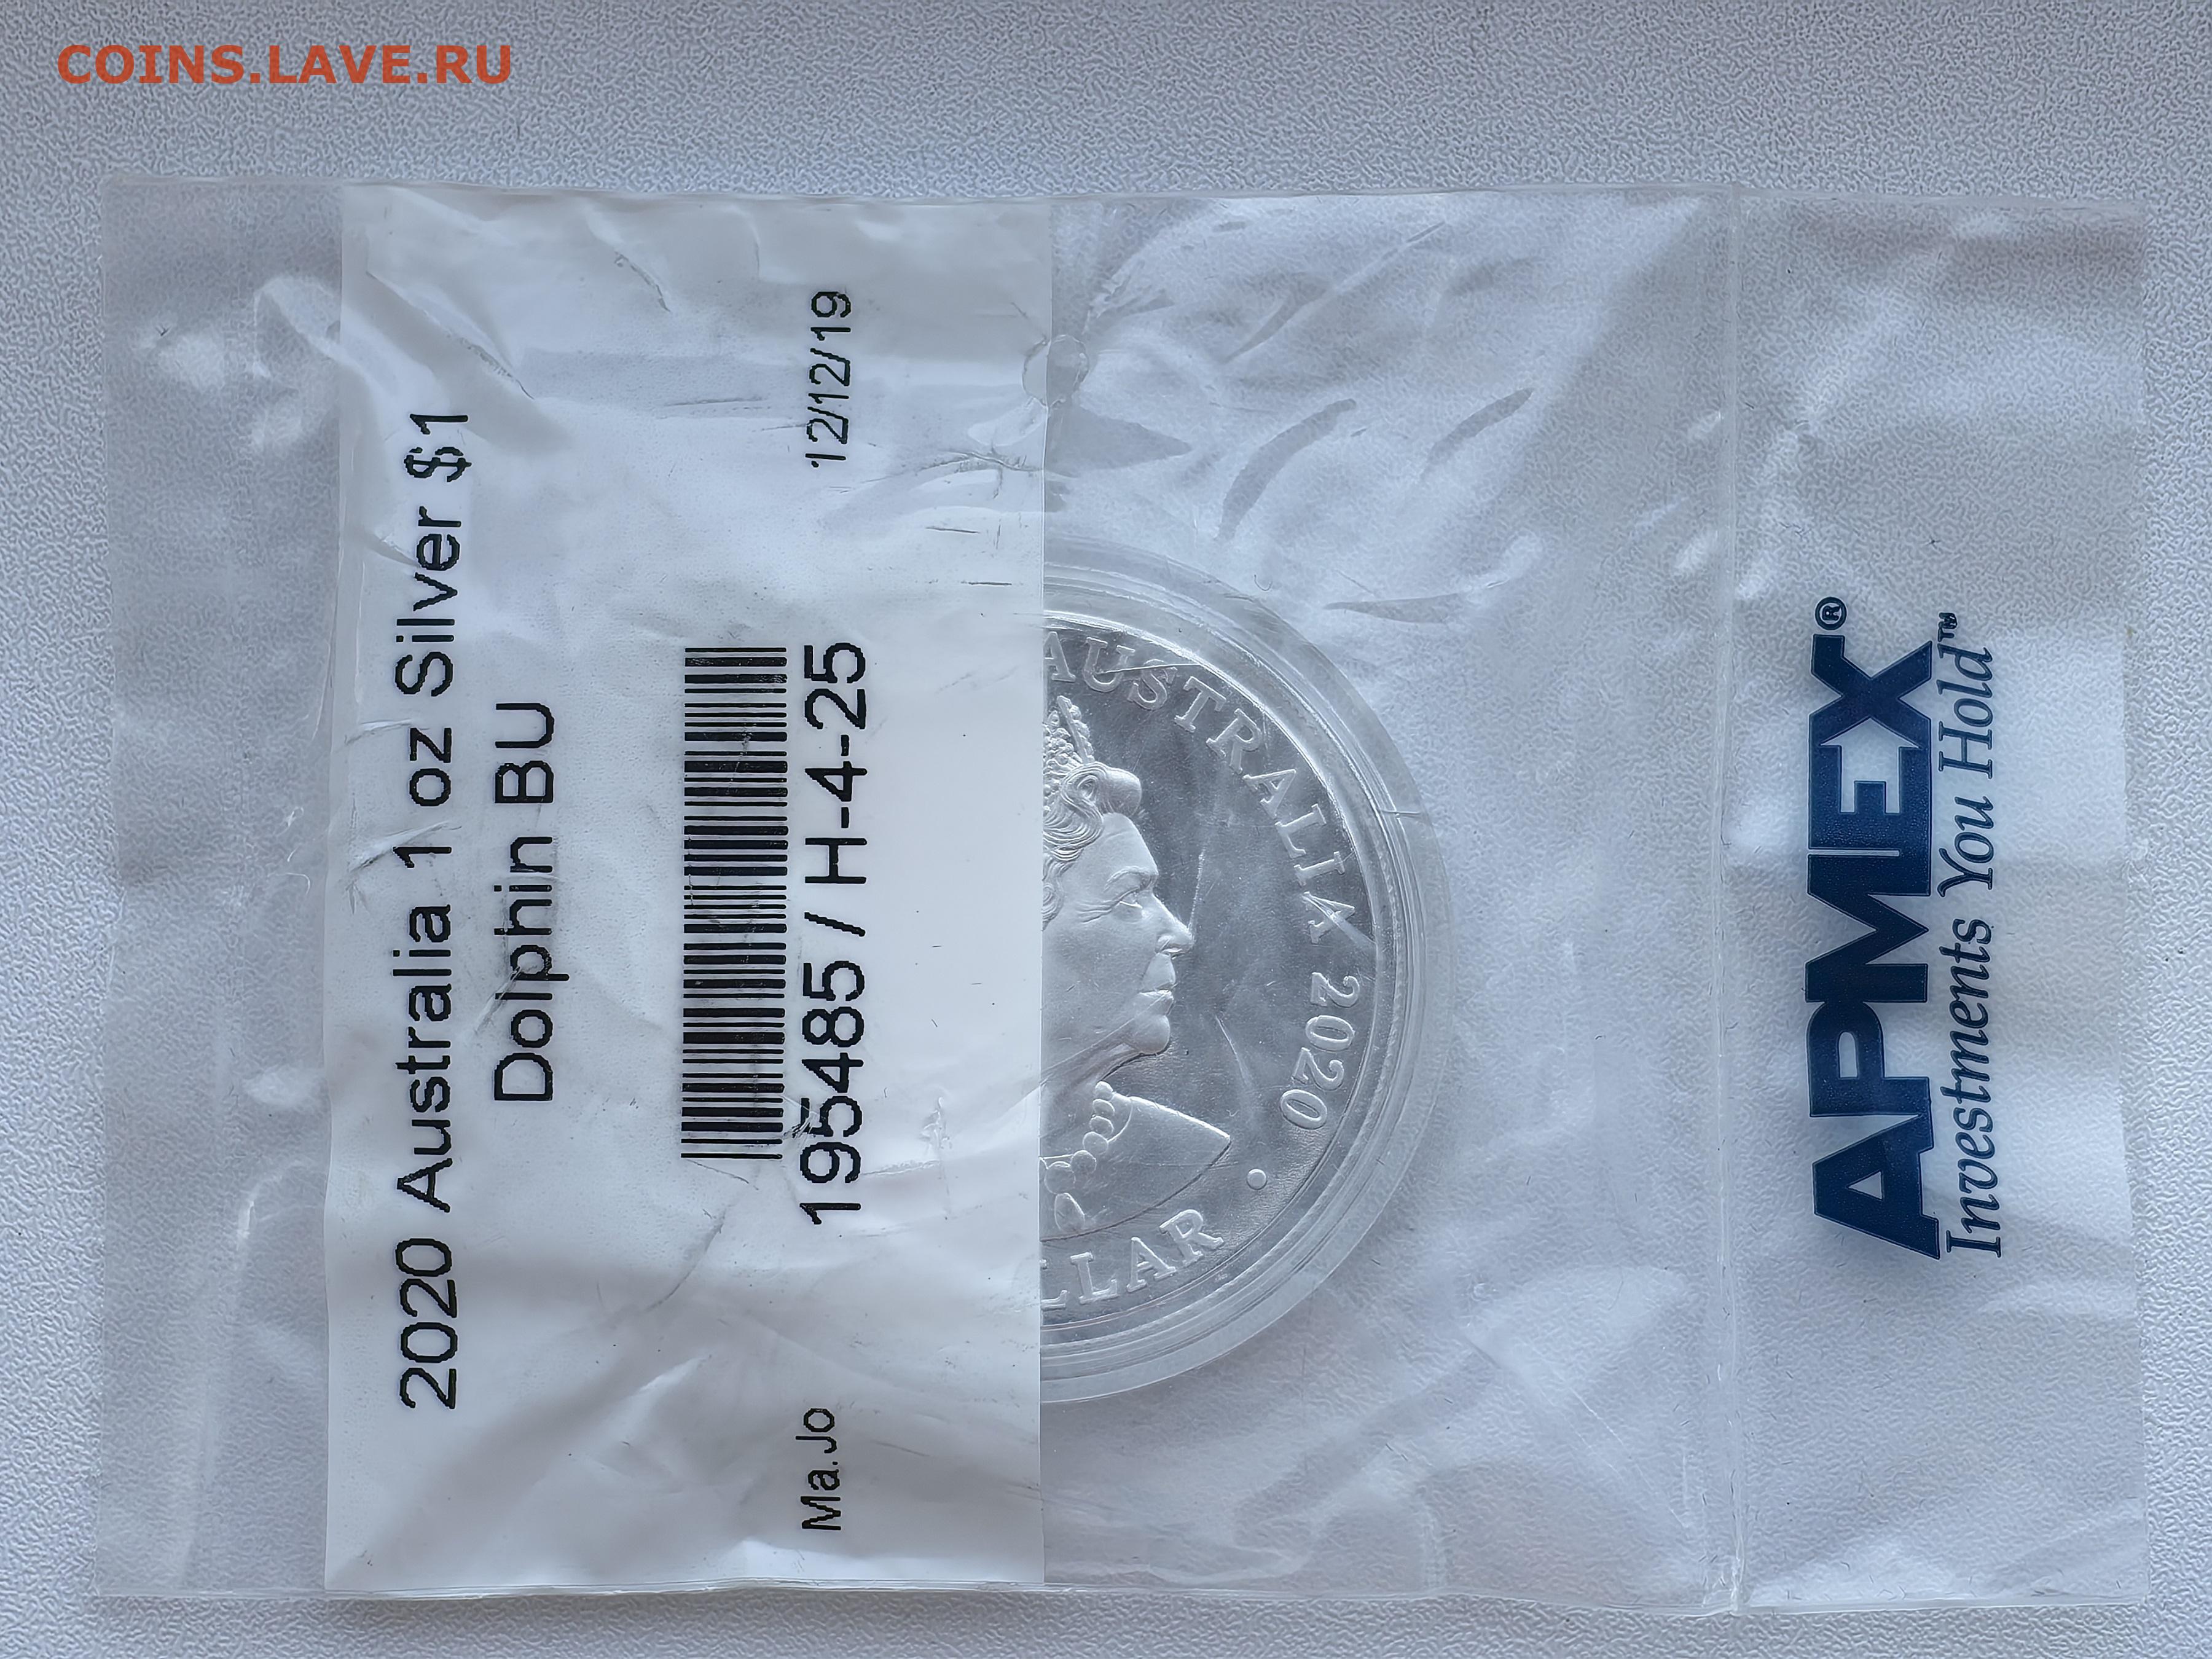 COINS.LAVE.RU
2020 Australia 1 oz Silver $1
Dolphin BU
195485 / H-4-25
Ma.Jo 12/12/19
AUSTRALIA 2020
LLAR
APMEX®
Investments You Hold™